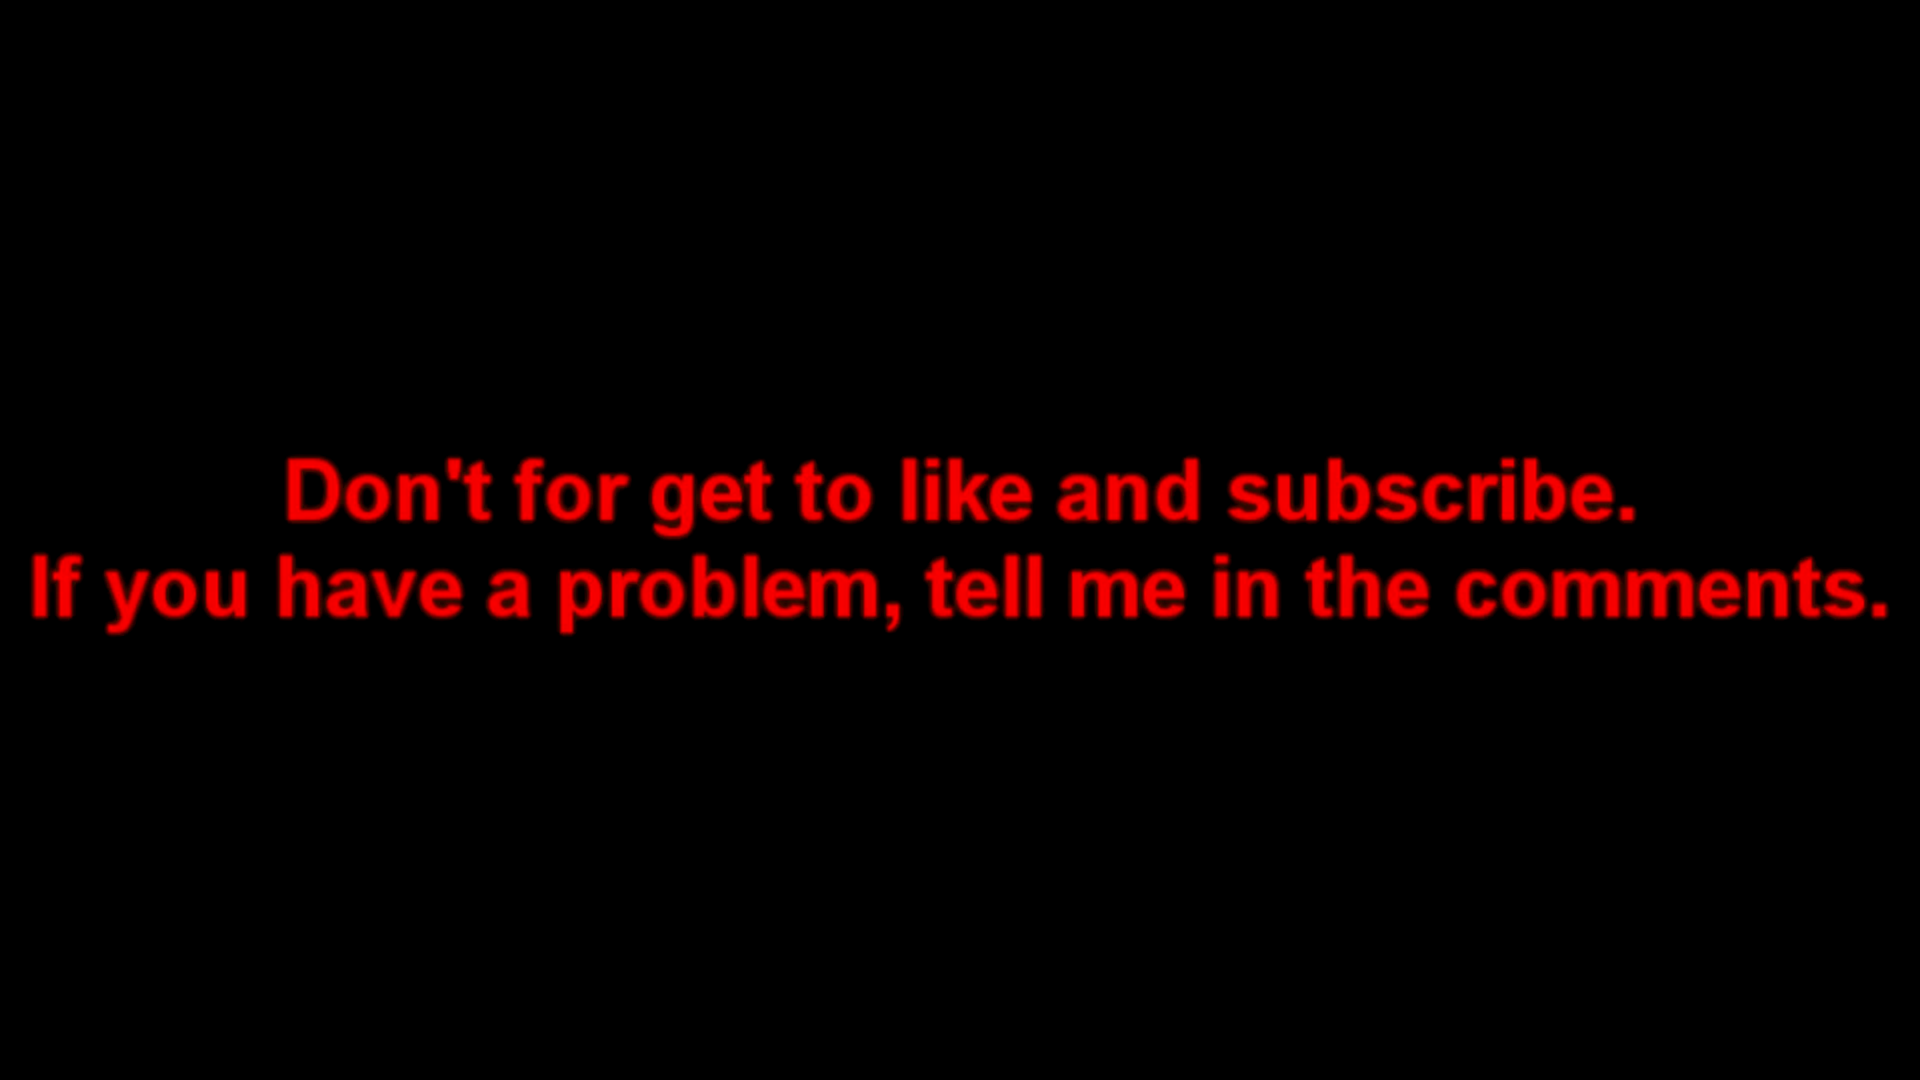 Don't for get to like and subscribe.
If you have a problem, tell me in the comments.